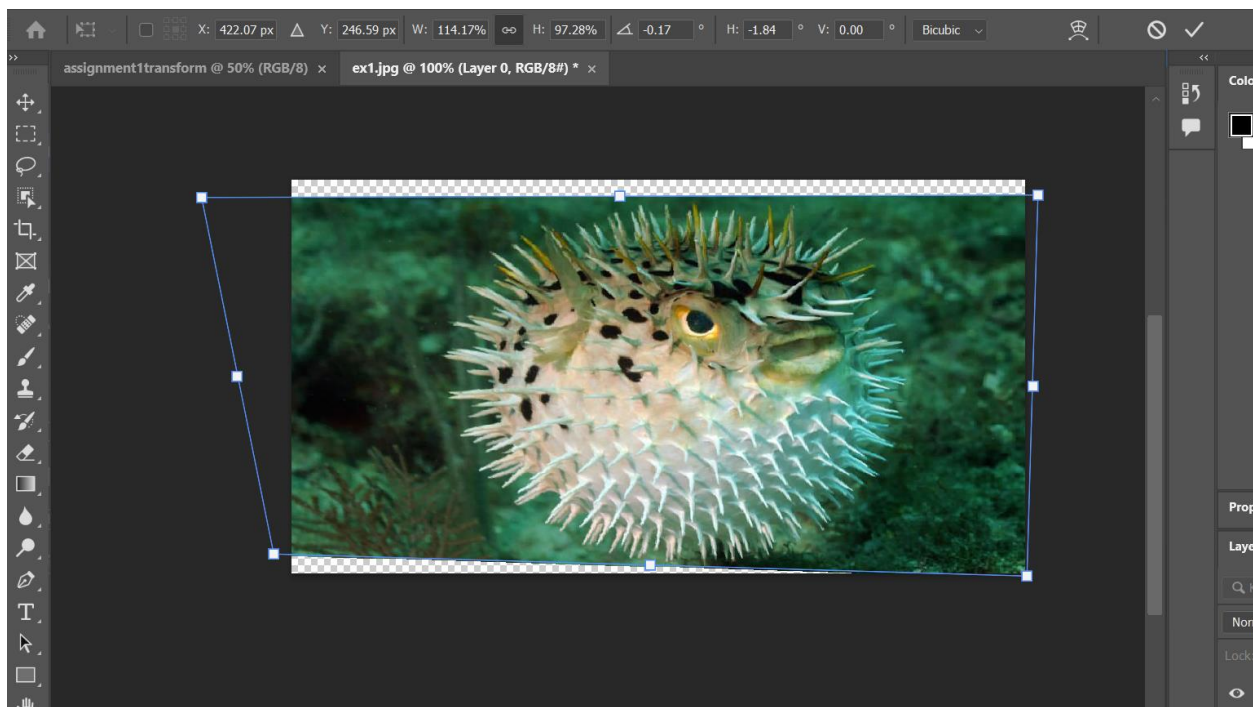 X: 422.07 px Y: 246.59 px W: 114.17% H: 97.28% -0.17 ° H: -1.84 ° V: 0.00 ° Bicubic
assignment1transform @ 50% (RGB/8) × ex1.jpg @ 100% (Layer 0, RGB/8#) * ×
Colo
Prop
Laye
Nor
Lock: